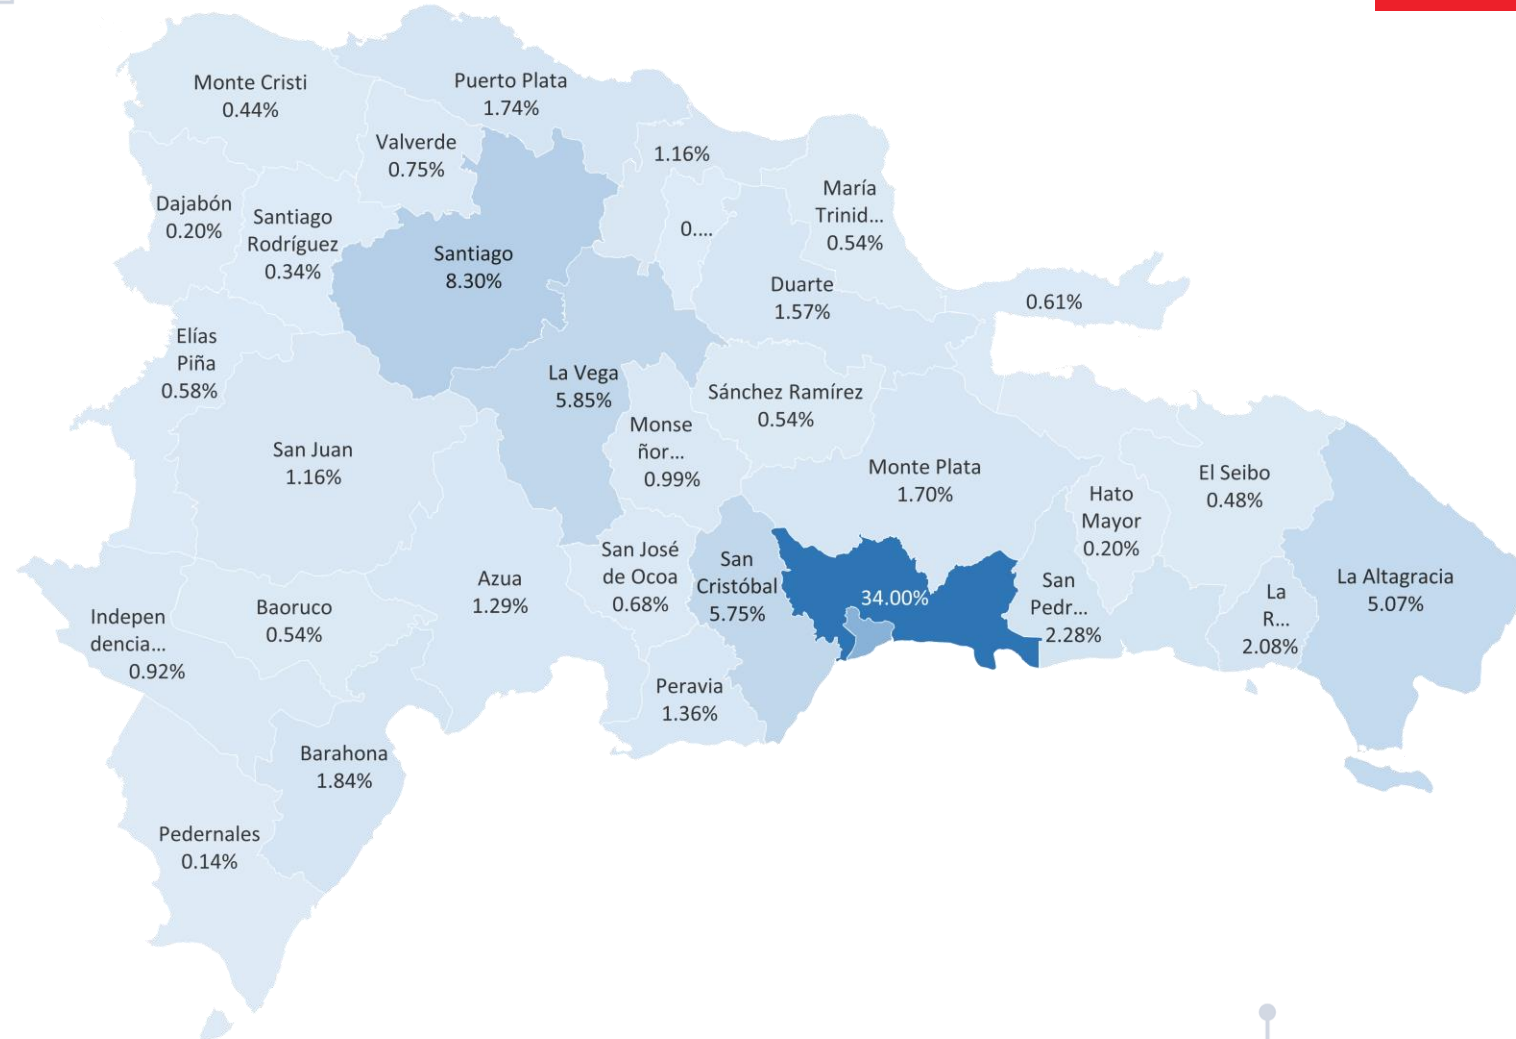 Monte Cristi
0.44%
Puerto Plata
1.74%
Valverde
0.75%
1.16%
Dajabón
0.20%
Santiago
Rodríguez
0.34%
María
Trinid...
0.54%
Santiago
8.30%
0....
Duarte
1.57%
0.61%
Elías
Piña
0.58%
La Vega
5.85%
Sánchez Ramírez
0.54%
San Juan
1.16%
Monse
ñor...
0.99%
Monte Plata
1.70%
Hato
Mayor
0.20%
El Seibo
0.48%
Indepen
dencia...
0.92%
Baoruco
0.54%
Azua
1.29%
San José
de Ocoa
0.68%
San
Cristóbal
5.75%
34.00%
San
Pedr...
2.28%
La
R...
2.08%
La Altagracia
5.07%
Peravia
1.36%
Barahona
1.84%
Pedernales
0.14%